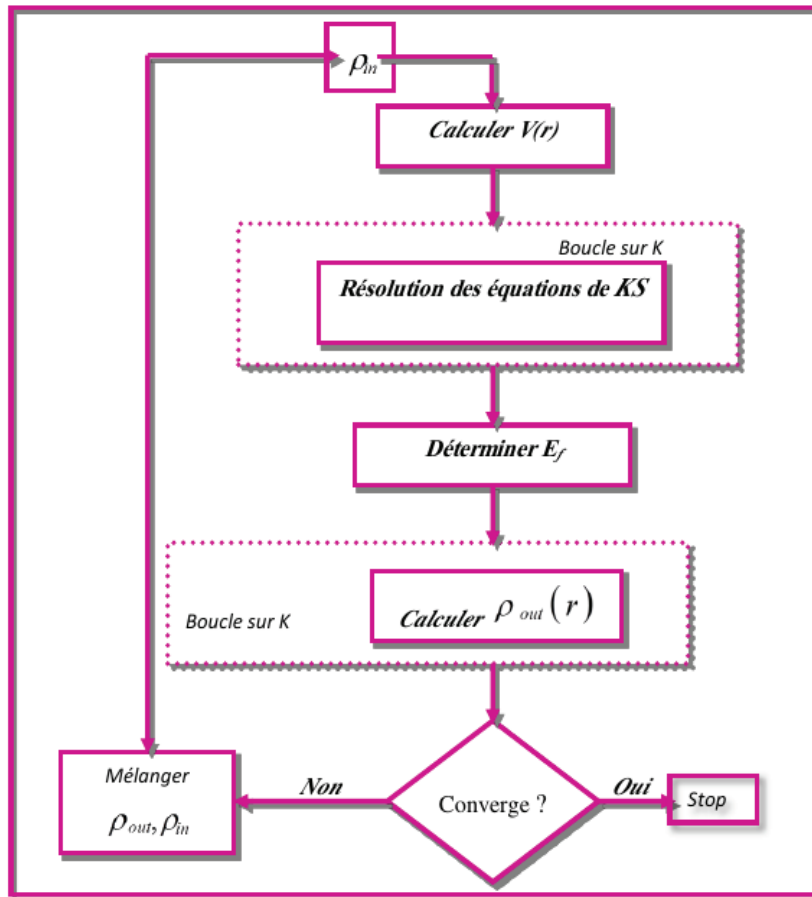 ρin
Calculer V(r)
Boucle sur K
Résolution des équations de KS
Déterminer Ef
Calculer ρ out (r)
Boucle sur K
Converge ?
Non
Oui
Stop
Mélanger
ρout, ρin